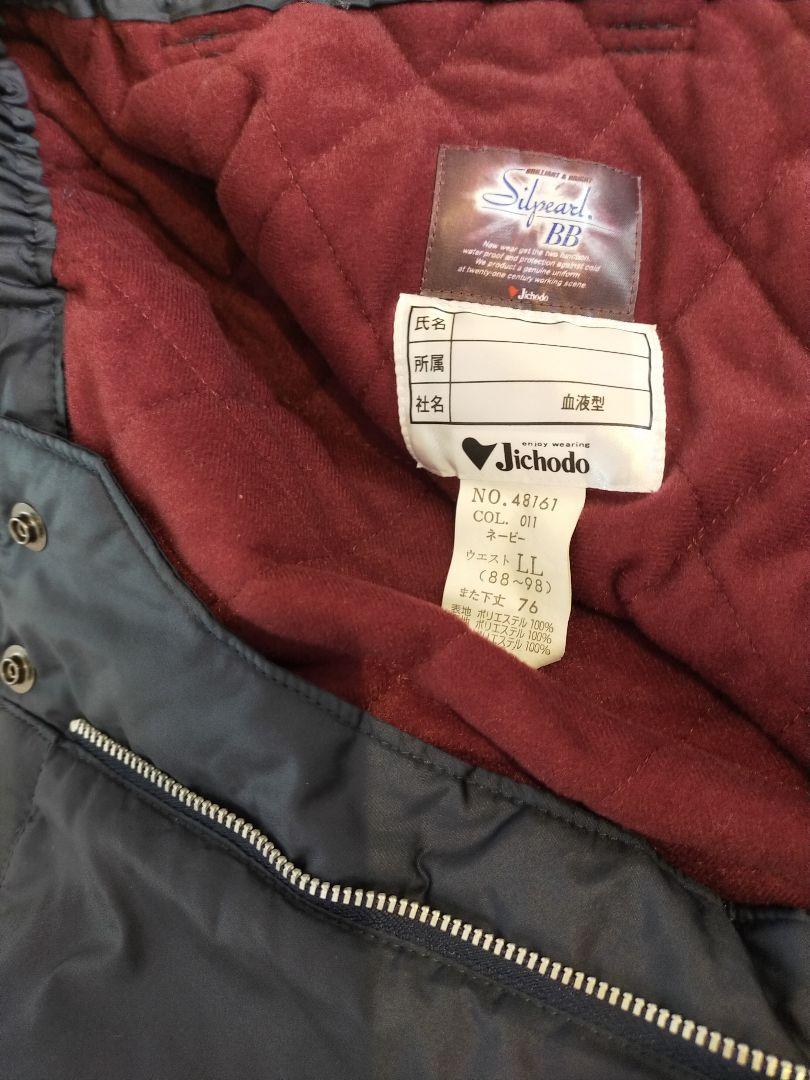 BRILLIANT & BRIGHT
Silpearl.
BB
New wear get the two function.
water proof and protection against cold
We product a genuine uniform
at twenty-one century working scene.
Jichodo
氏名
所属
社名 血液型
enjoy wearing
Jichodo
NO. 48161
COL. 011
ネービー
ウエスト LL
(88~98)
また下丈 76
表地 ポリエステル 100%
地 ポリエステル 100%
ポリエステル 100%